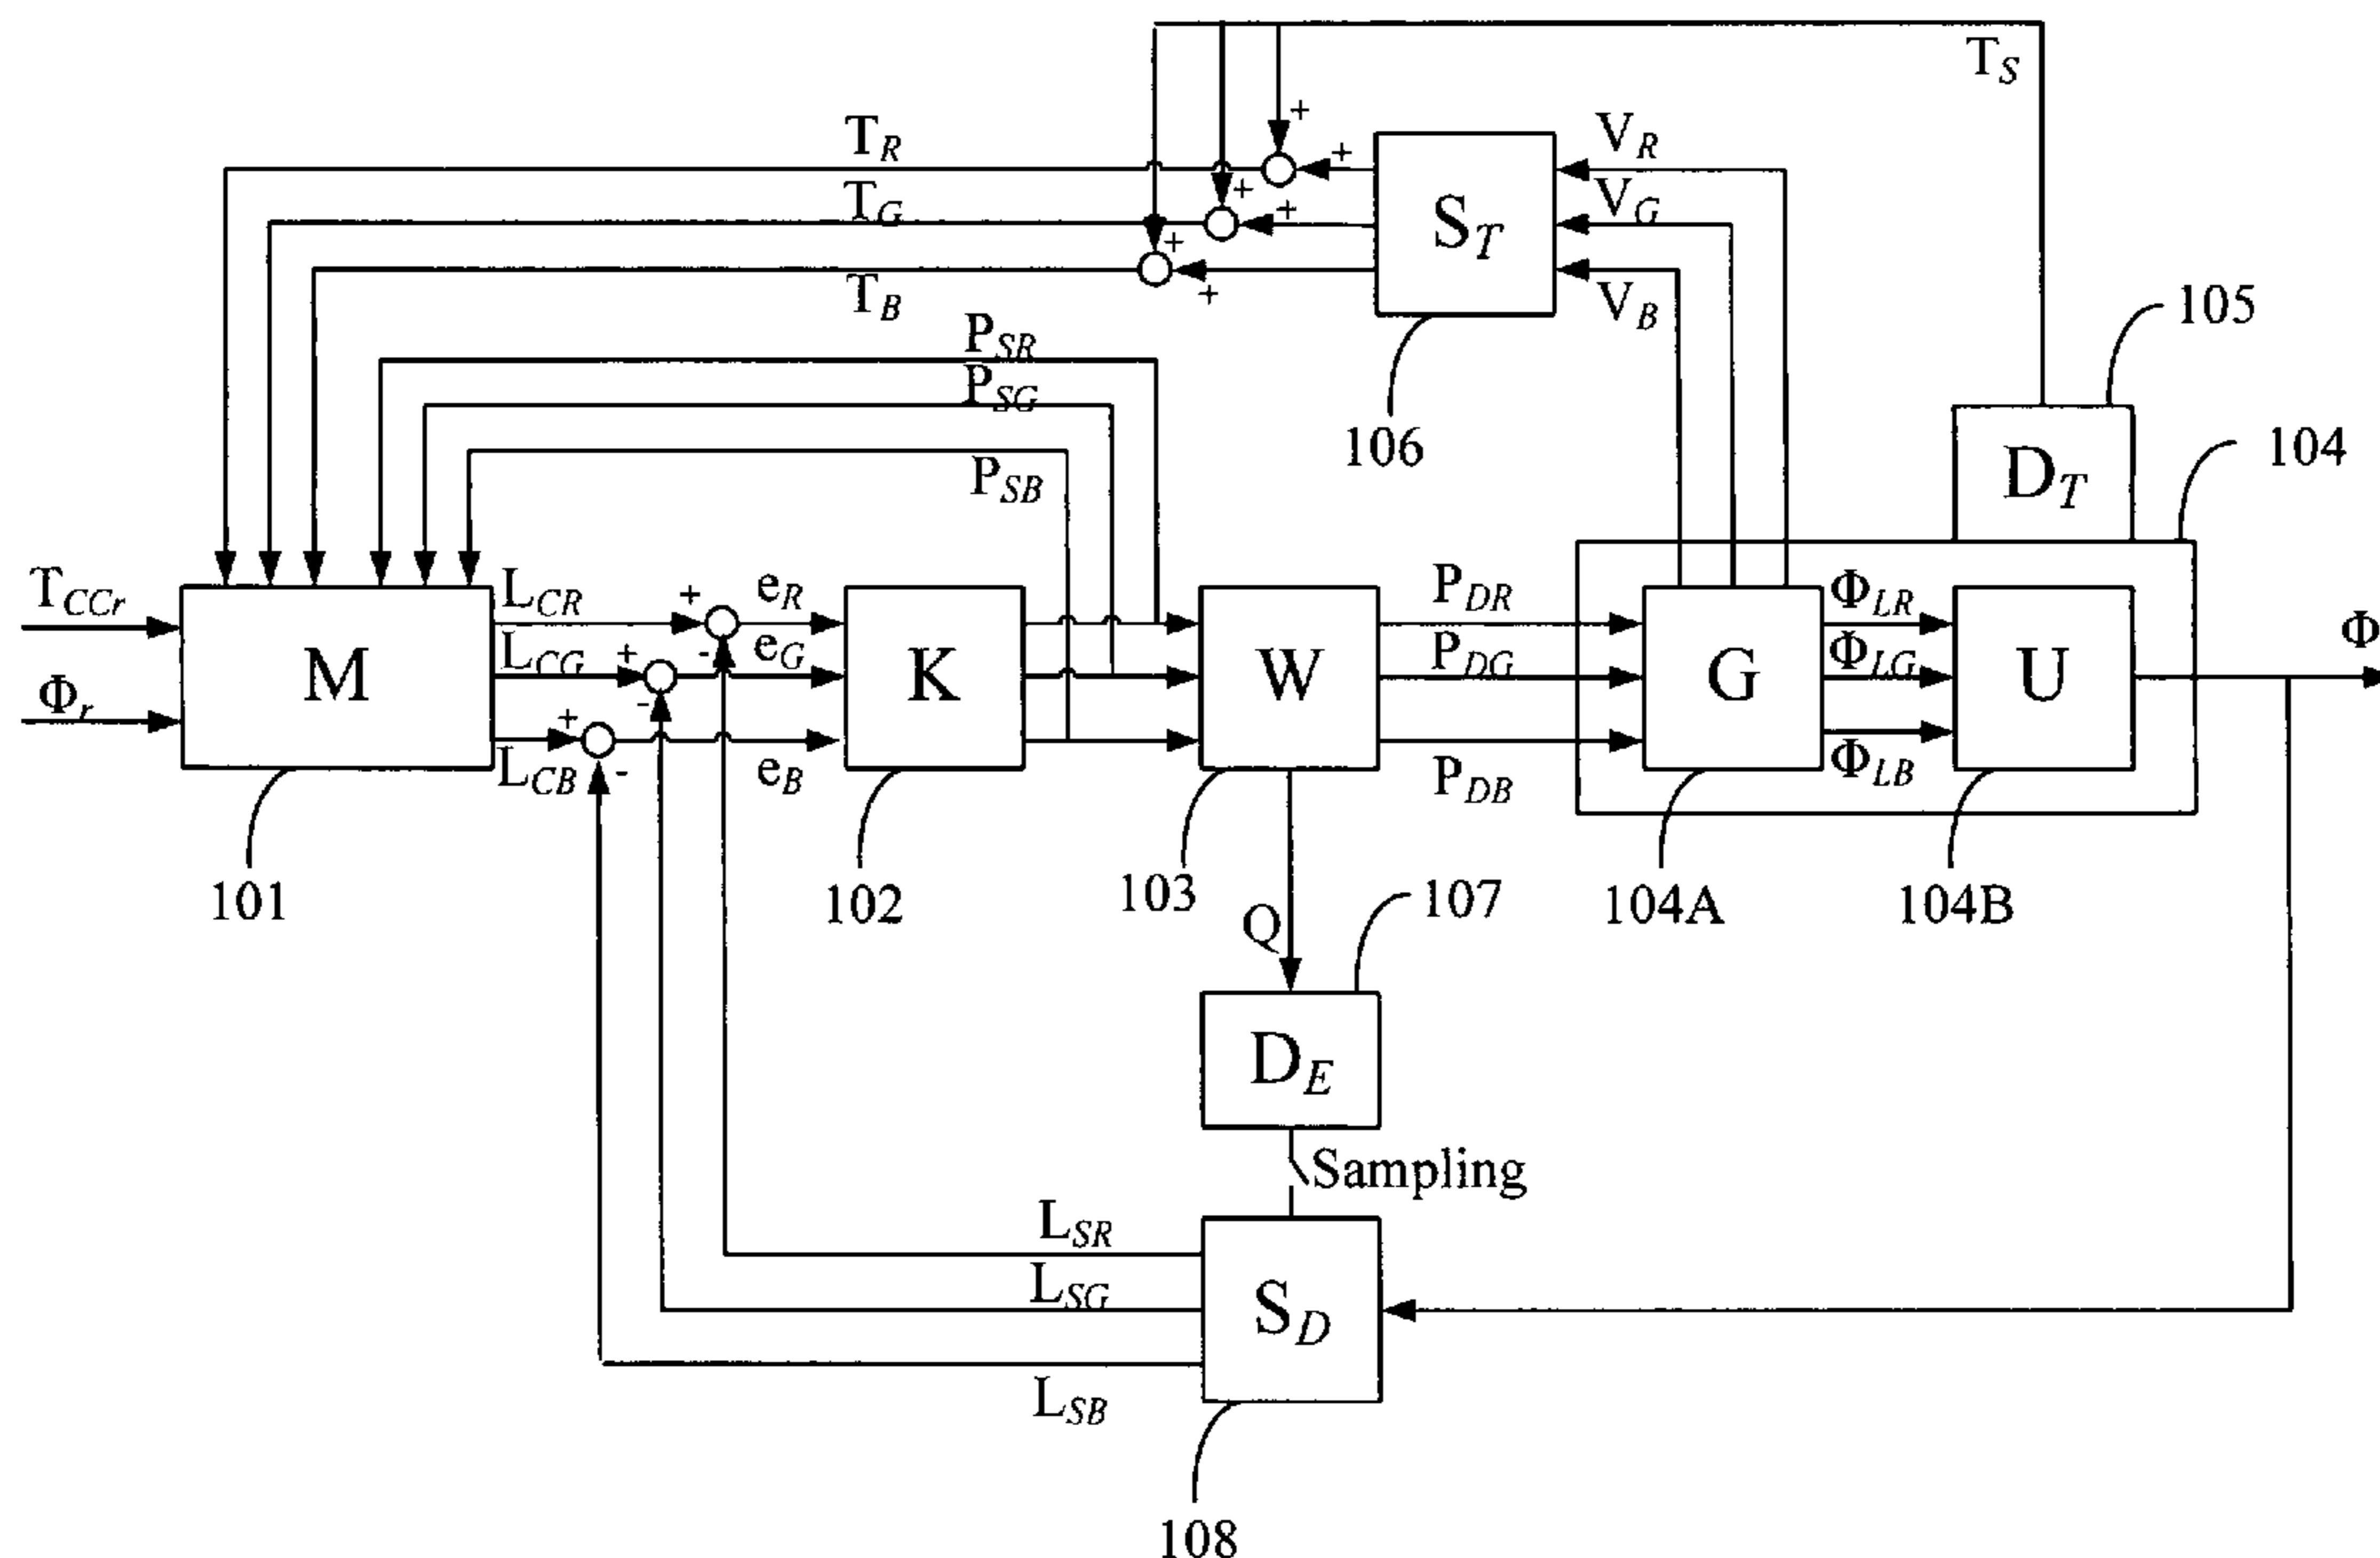 T_S
T_R
V_R
T_G
V_G
S_T
T_B
V_B
105
P_SR
P_SG
106
104
P_SB
D_T
T_CCr
L_CR
e_R
P_DR
Φ_LR
Φ
M
L_CG
e_G
K
W
P_DG
G
Φ_LG
U
Φ_r
L_CB
e_B
P_DB
Φ_LB
101
102
103
Q
107
104A
104B
D_E
Sampling
L_SR
L_SG
S_D
L_SB
108